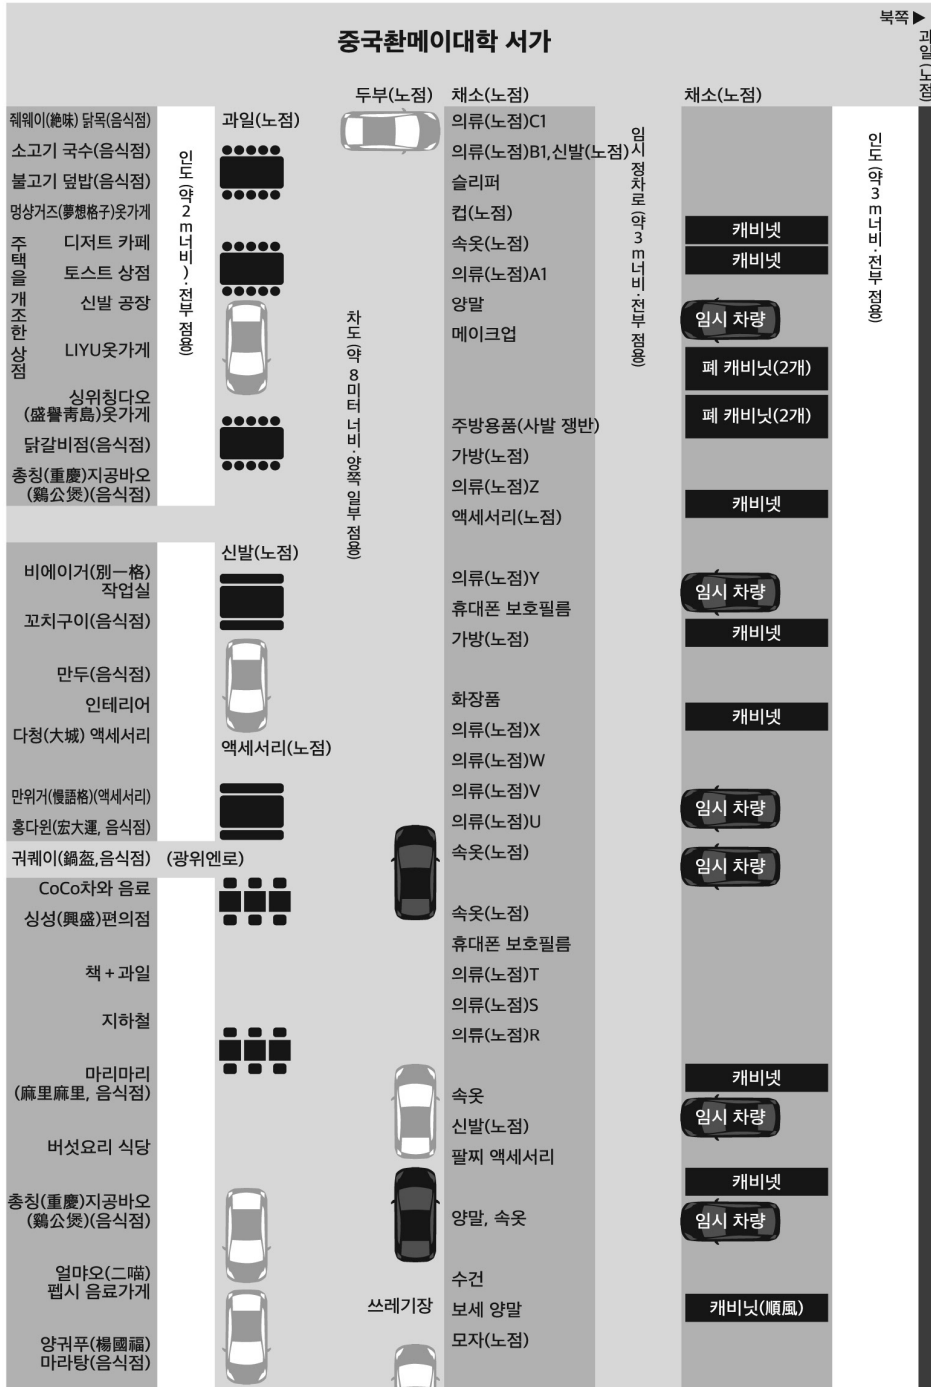 북쪽 ▶
중국촨메이대학 서가
과일(노점)
두부(노점)
채소(노점)
채소(노점)
쥐웨이(絶味) 닭목(음식점)
소고기 국수(음식점)
불고기 덮밥(음식점)
멍샹거즈(夢想格子)옷가게
주택을 개조한 상점
디저트 카페
토스트 상점
신발 공장
LIYU옷가게
싱위칭다오
(盛譽靑島)옷가게
닭갈비점(음식점)
총칭(重慶)지공바오
(鷄公煲)(음식점)
비에이거(別一格)
작업실
꼬치구이(음식점)
만두(음식점)
인테리어
다청(大城) 액세서리
만위거(慢語格)(액세서리)
홍다윈(宏大運, 음식점)
궈퀘이(鍋盔,음식점)
(광위엔로)
CoCo차와 음료
싱성(興盛)편의점
책 + 과일
지하철
마리마리
(麻里麻里, 음식점)
버섯요리 식당
총칭(重慶)지공바오
(鷄公煲)(음식점)
얼먀오(二喵)
펩시 음료가게
양궈푸(楊國福)
마라탕(음식점)
인도 (약 2 m 너비)·전부 점용)
과일(노점)
신발(노점)
액세서리(노점)
차도 (약 8미터 너비·양쪽 일부 점용)
쓰레기장
의류(노점)C1
의류(노점)B1,신발(노점)
슬리퍼
컵(노점)
속옷(노점)
의류(노점)A1
양말
메이크업
주방용품(사발 쟁반)
가방(노점)
의류(노점)Z
액세서리(노점)
의류(노점)Y
휴대폰 보호필름
가방(노점)
화장품
의류(노점)X
의류(노점)W
의류(노점)V
의류(노점)U
속옷(노점)
속옷(노점)
휴대폰 보호필름
의류(노점)T
의류(노점)S
의류(노점)R
속옷
신발(노점)
팔찌 액세서리
양말, 속옷
수건
보세 양말
모자(노점)
임시 정차로 (약 3 m 너비·전부 점용)
캐비넷
캐비넷
임시 차량
폐 캐비닛(2개)
폐 캐비닛(2개)
캐비넷
임시 차량
캐비넷
캐비넷
임시 차량
임시 차량
캐비넷
임시 차량
캐비넷
임시 차량
캐비닛(順風)
인도 (약 3 m 너비·전부 점용)